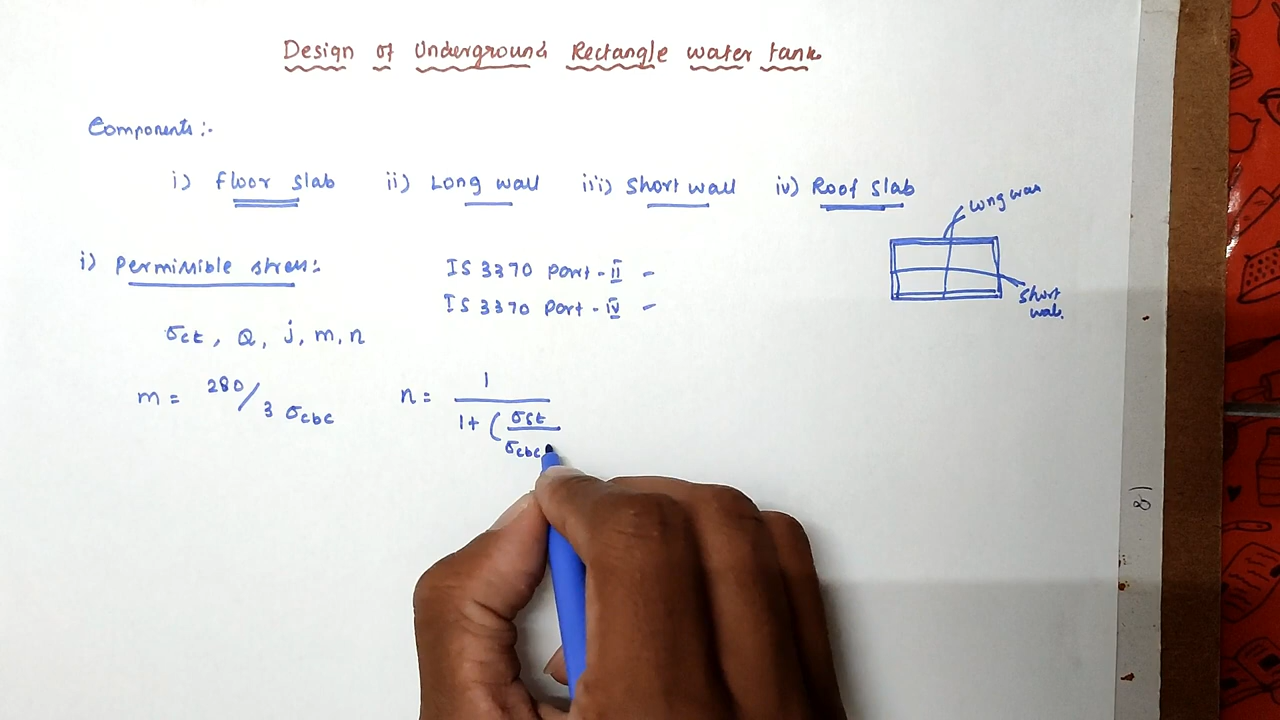 Design of Underground Rectangle water tank
Components :-
i) Floor slab ii) Long wall iii) Short wall iv) Roof slab
Long wall
Short
wall.
i) Permissible stress:
IS 3370 Part - II -
IS 3370 Part - IV -
σct, Q, j, m, n
m = 280/3 σcbc
n = 1
1+ (σst
σcbc